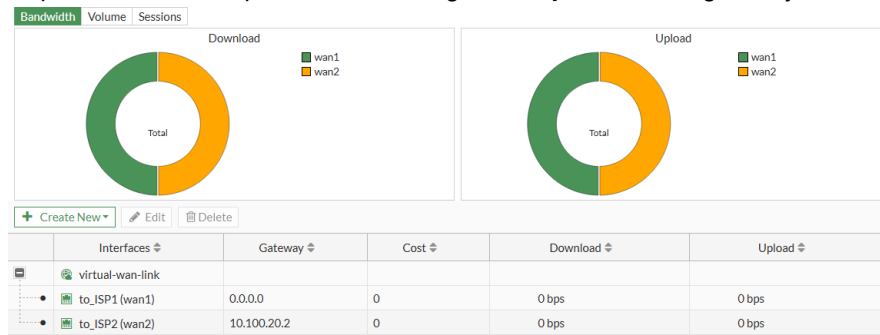 Bandwidth Volume Sessions
Download
wan1
wan2
Total
Upload
wan1
wan2
Total
Create New Edit Delete
Interfaces Gateway Cost Download Upload
virtual-wan-link
to_ISP1 (wan1) 0.0.0.0 0 0 bps 0 bps
to_ISP2 (wan2) 10.100.20.2 0 0 bps 0 bps